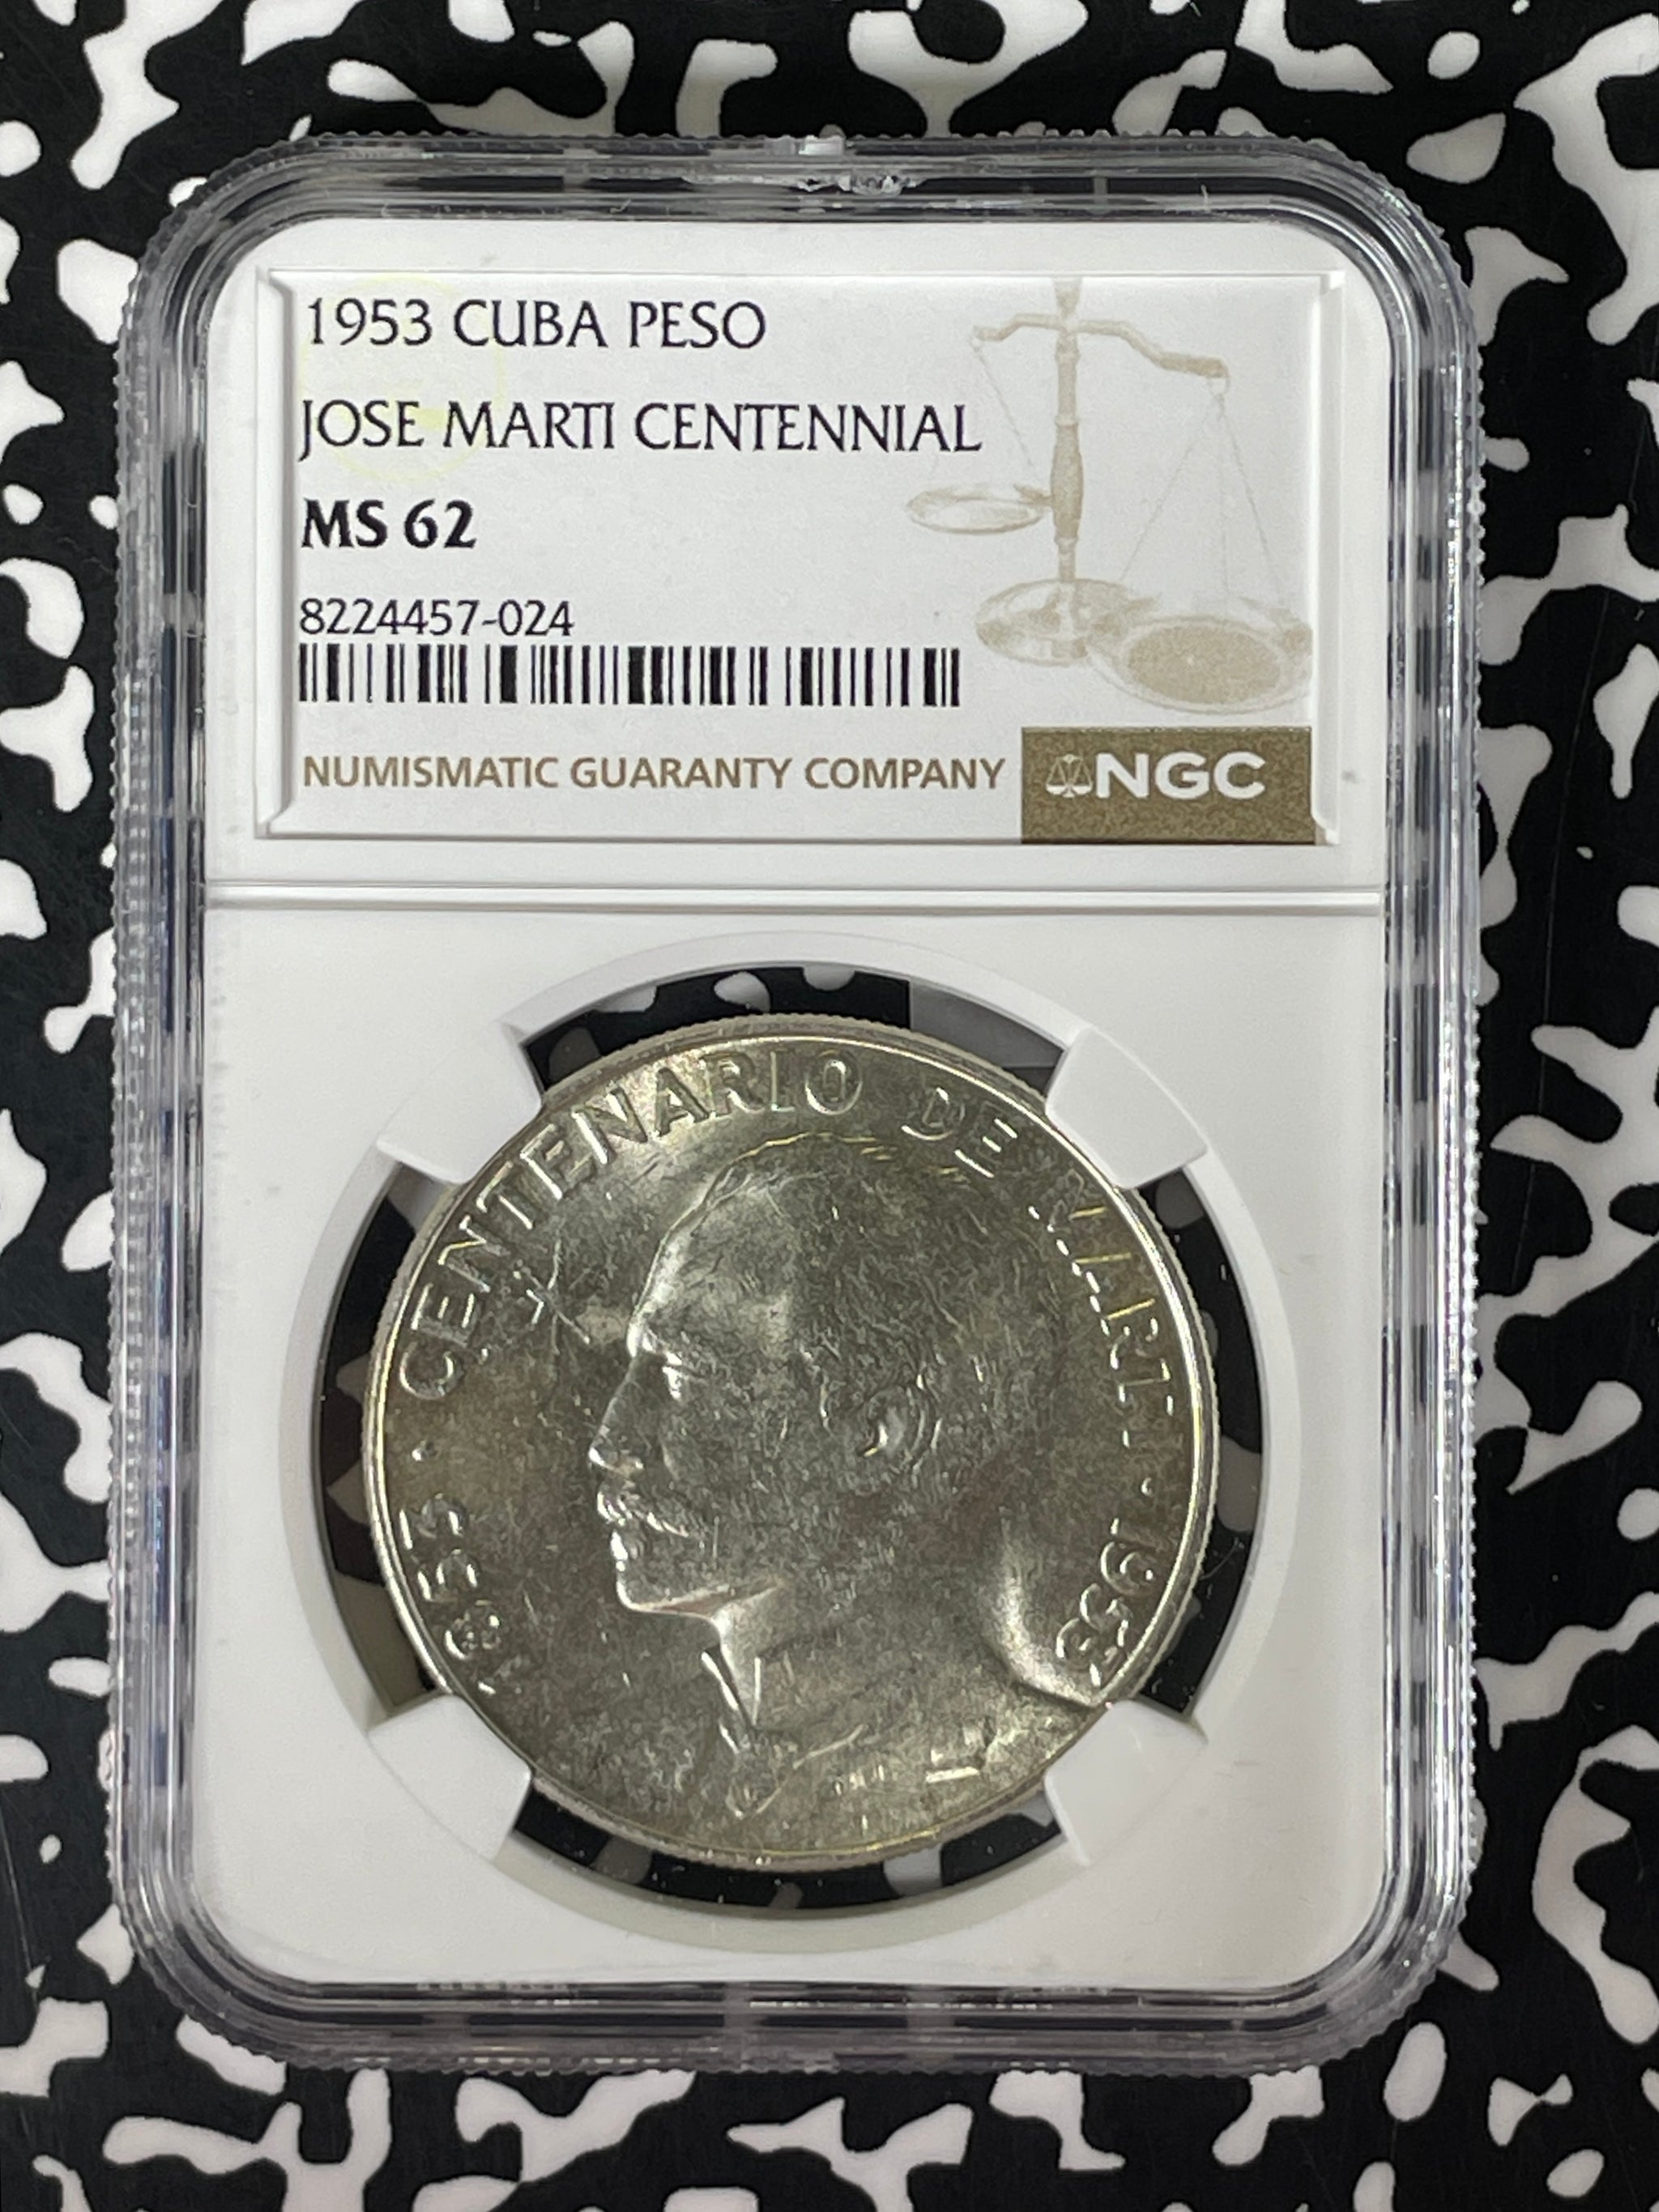 1953 CUBA PESO
JOSE MARTI CENTENNIAL
MS 62
8224457-024
NUMISMATIC GUARANTY COMPANY
NGC
1853 · CENTENARIO DE MARTI · 1953